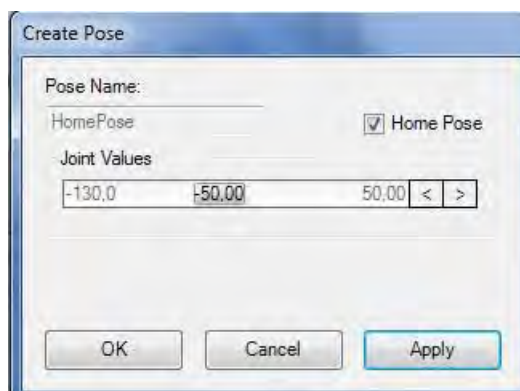 Create Pose
Pose Name:
HomePose
Home Pose
Joint Values
-130,0 -50,00 50,00 < >
OK Cancel Apply